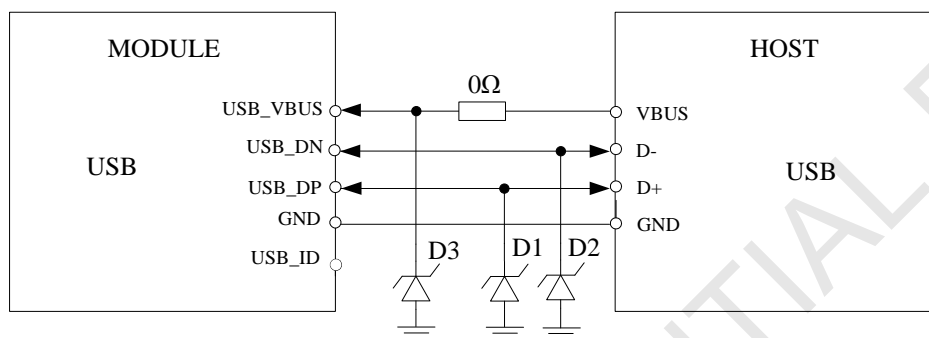 MODULE
HOST
0Ω
USB_VBUS
VBUS
USB_DN
D-
USB
USB
USB_DP
D+
GND
GND
USB_ID
D3
D1
D2